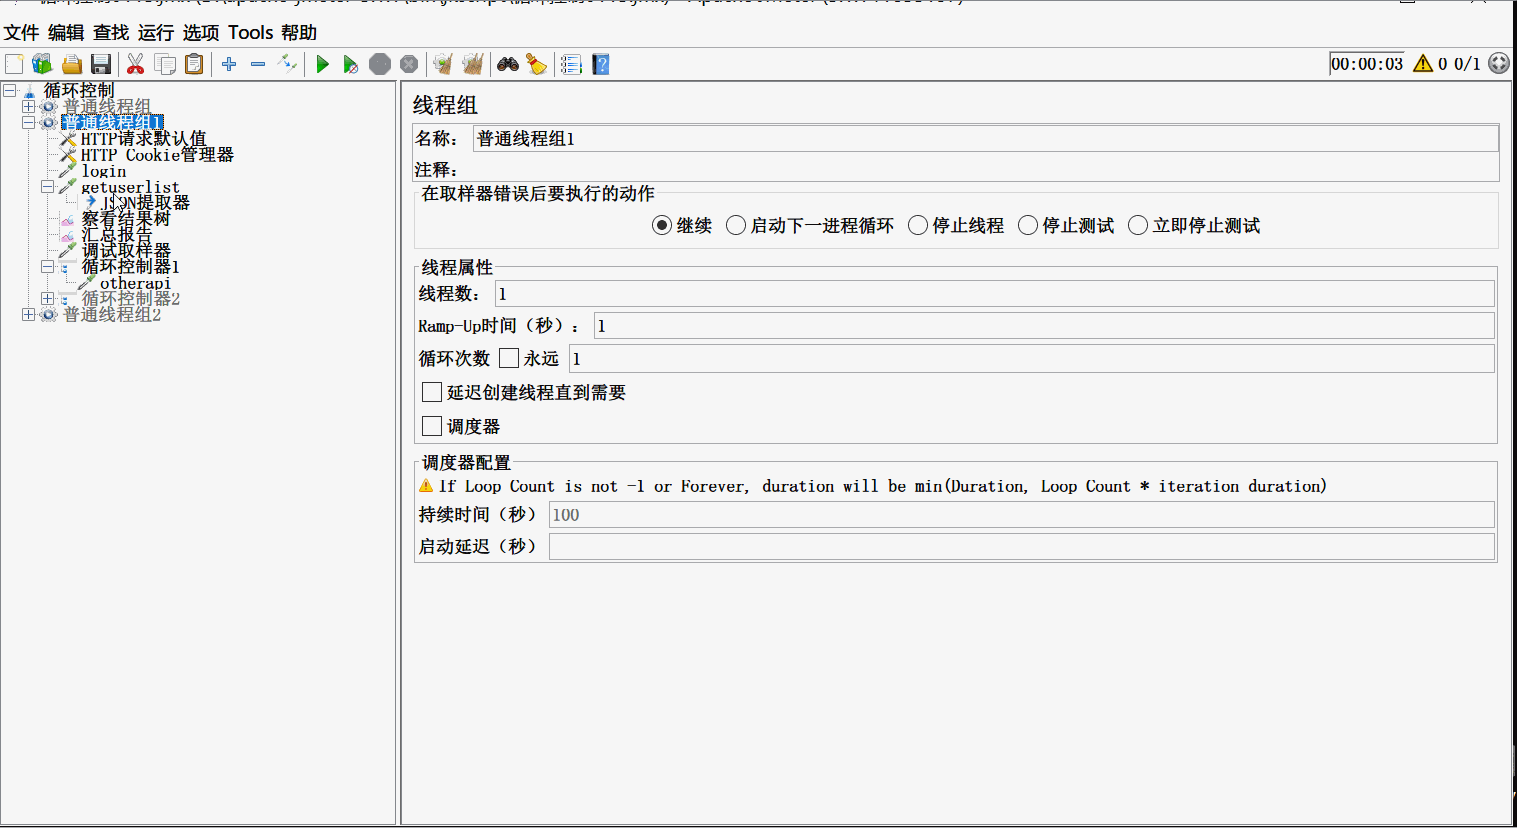 文件 编辑 查找 运行 选项 Tools 帮助
00:00:03 0 0/1
循环控制
普通线程组
普通线程组1
HTTP请求默认值
HTTP Cookie管理器
login
getuserlist
JSON提取器
察看结果树
汇总报告
调试取样器
循环控制器1
otherapi
循环控制器2
普通线程组2
线程组
名称： 普通线程组1
注释：
在取样器错误后要执行的动作
继续 启动下一进程循环 停止线程 停止测试 立即停止测试
线程属性
线程数： 1
Ramp-Up时间（秒）： 1
循环次数 永远 1
延迟创建线程直到需要
调度器
调度器配置
If Loop Count is not -1 or Forever, duration will be min(Duration, Loop Count * iteration duration)
持续时间（秒） 100
启动延迟（秒）